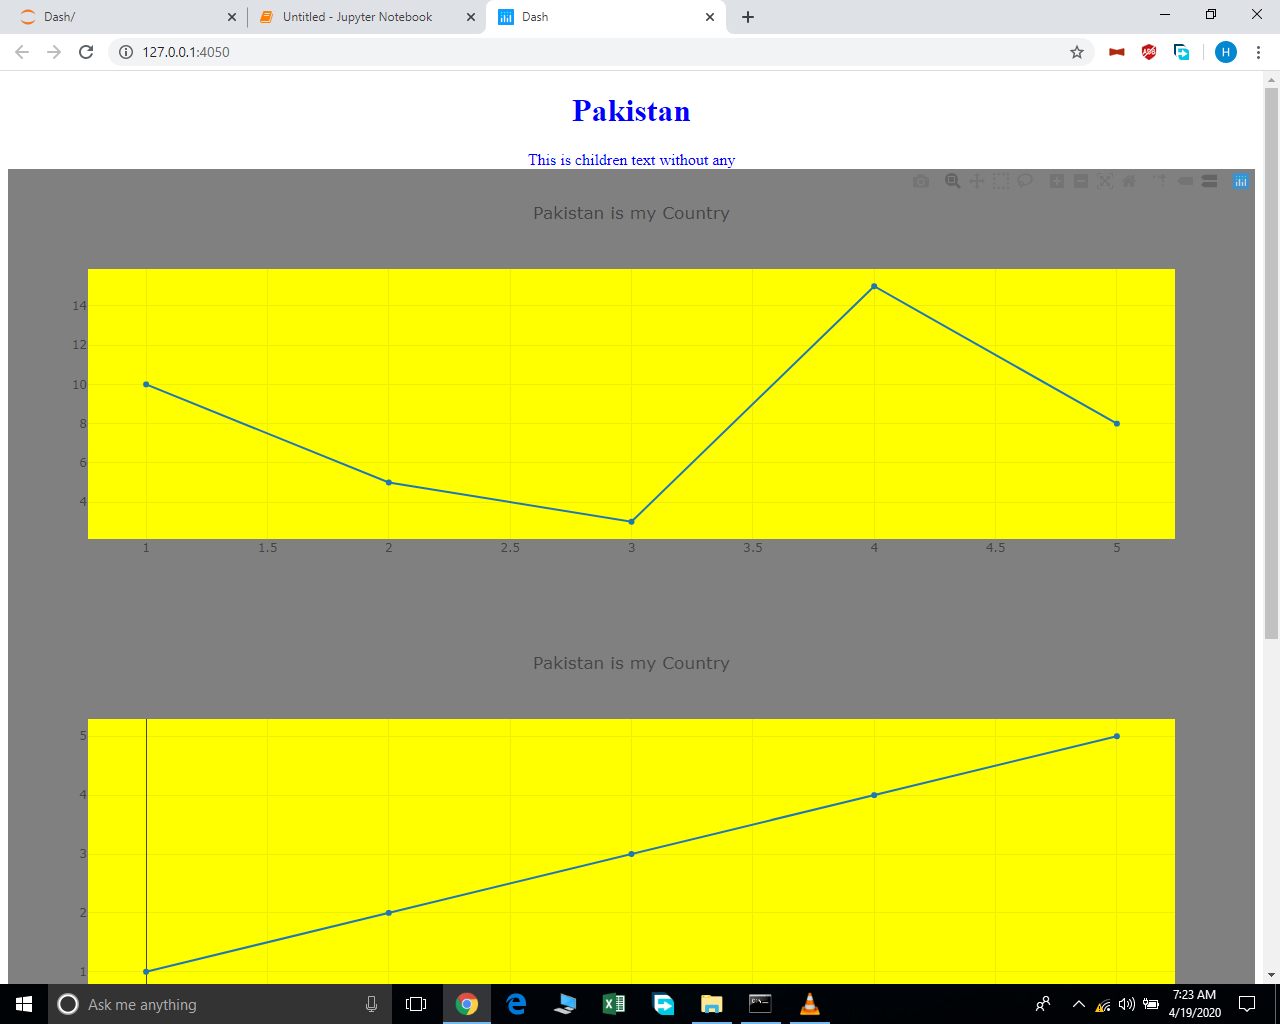 Dash/
Untitled - Jupyter Notebook
Dash
127.0.0.1:4050
ABP
H
Pakistan
This is children text without any
Pakistan is my Country
14
12
10
8
6
4
1 1.5 2 2.5 3 3.5 4 4.5 5
Pakistan is my Country
5
4
3
2
1
Ask me anything
7:23 AM
4/19/2020